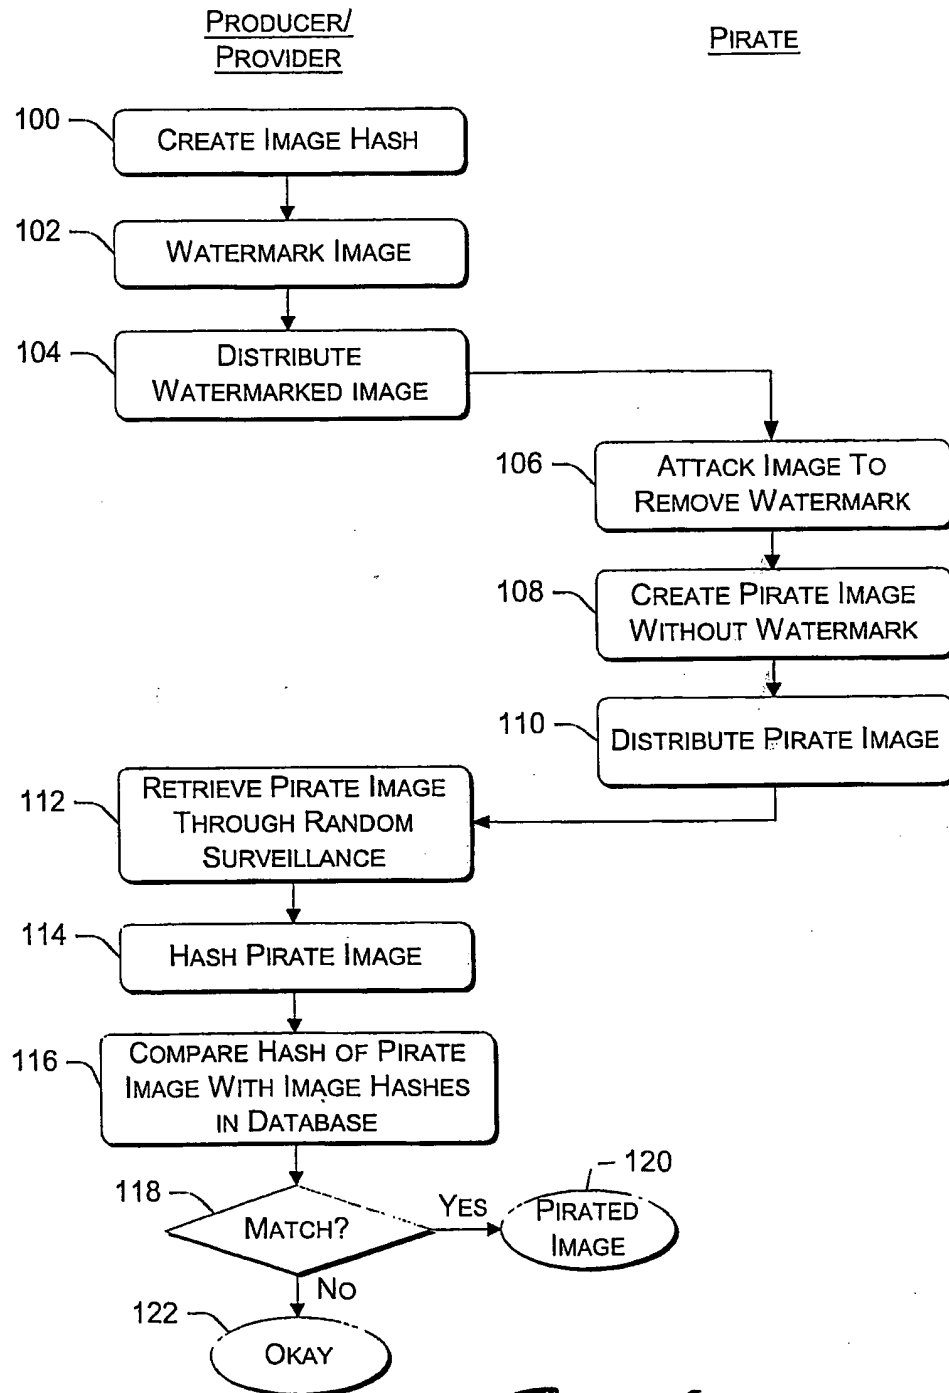 PRODUCER/
PROVIDER
PIRATE
100
CREATE IMAGE HASH
102
WATERMARK IMAGE
104
DISTRIBUTE
WATERMARKED IMAGE
106
ATTACK IMAGE TO
REMOVE WATERMARK
108
CREATE PIRATE IMAGE
WITHOUT WATERMARK
110
DISTRIBUTE PIRATE IMAGE
112
RETRIEVE PIRATE IMAGE
THROUGH RANDOM
SURVEILLANCE
114
HASH PIRATE IMAGE
116
COMPARE HASH OF PIRATE
IMAGE WITH IMAGE HASHES
IN DATABASE
118
MATCH?
YES
120
PIRATED
IMAGE
NO
122
OKAY